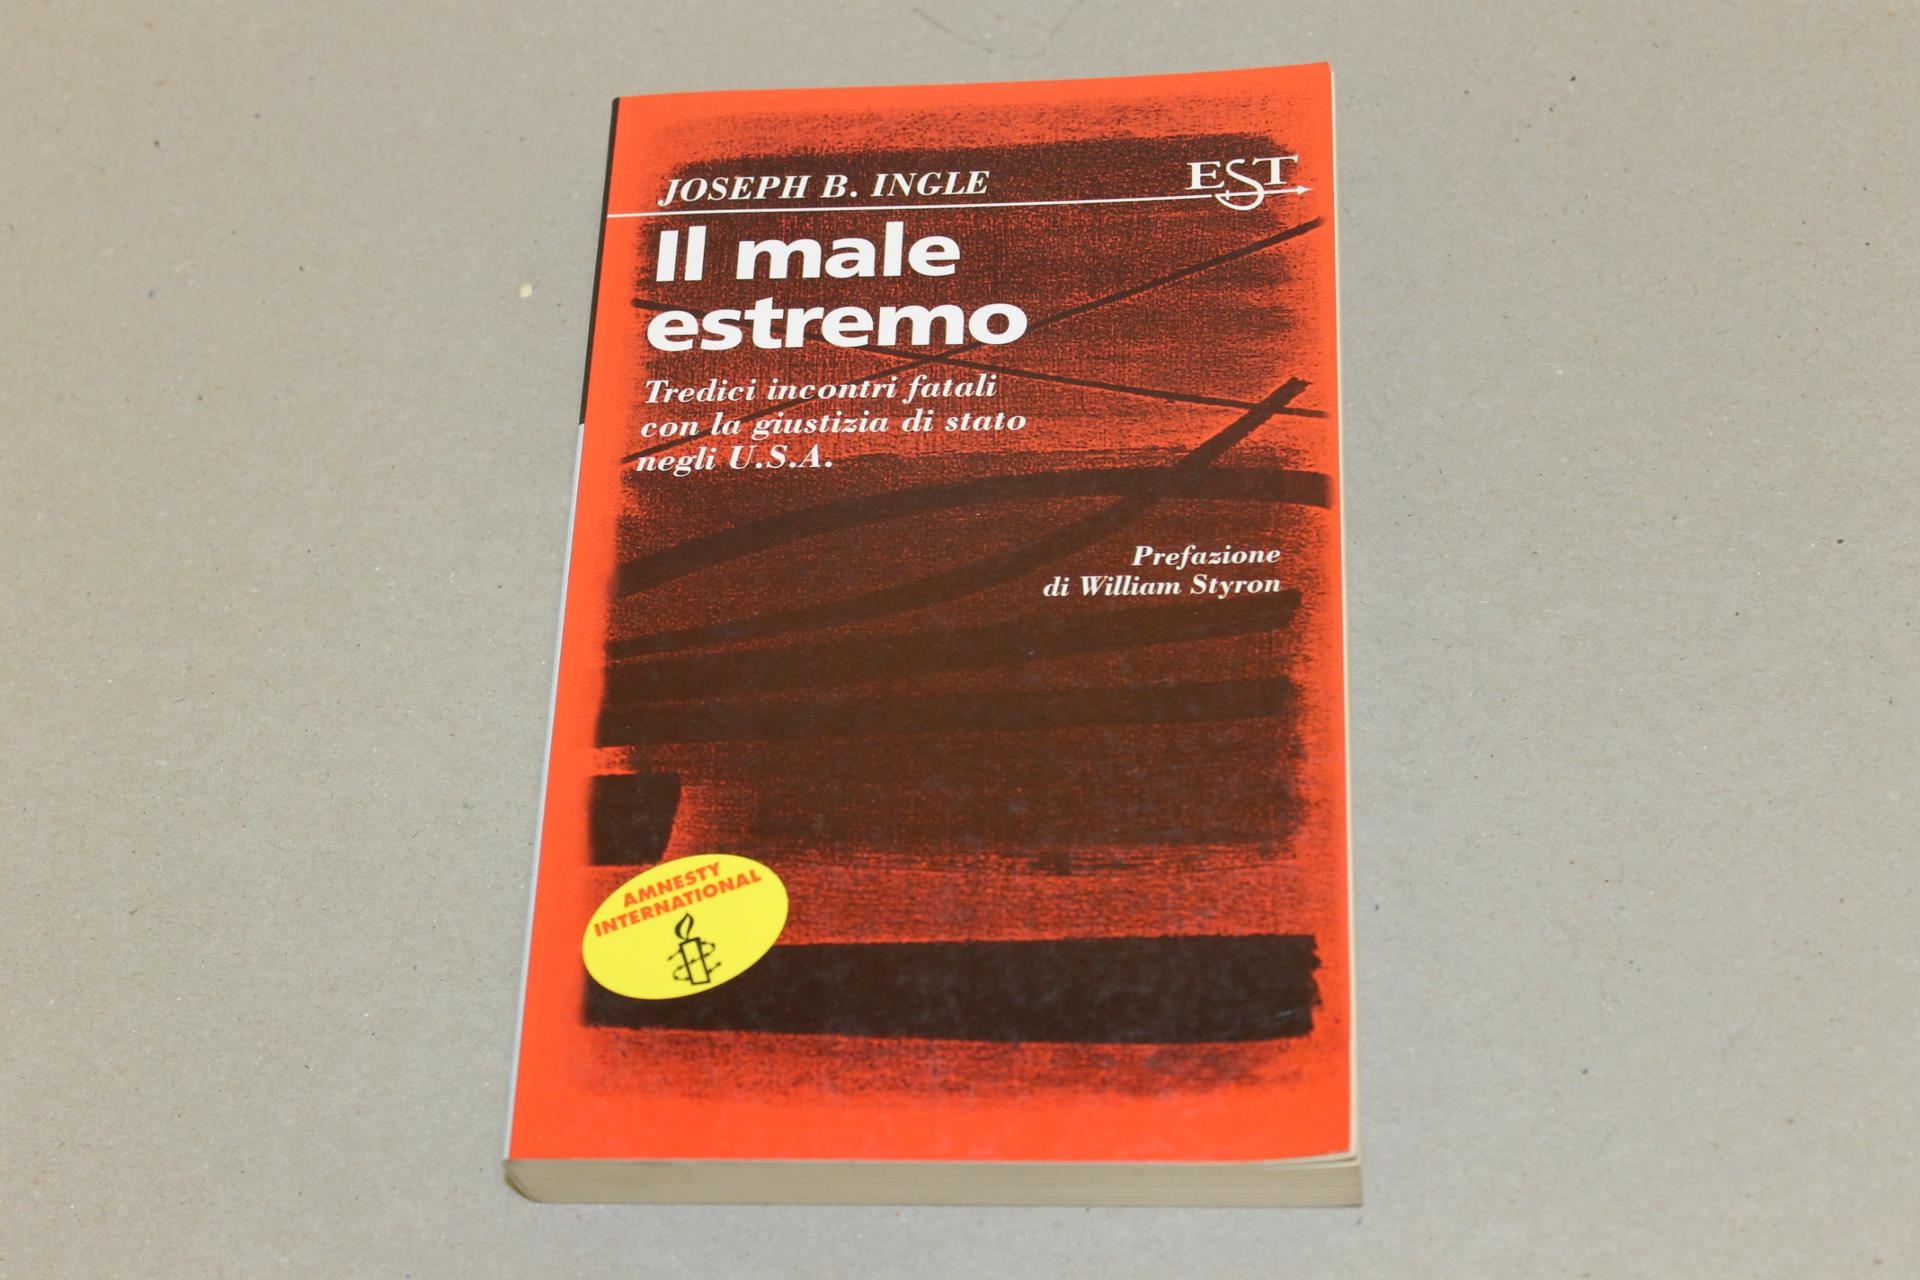 JOSEPH B. INGLE
EST
Il male
estremo
Tredici incontri fatali
con la giustizia di stato
negli U.S.A.
Prefazione
di William Styron
AMNESTY
INTERNATIONAL